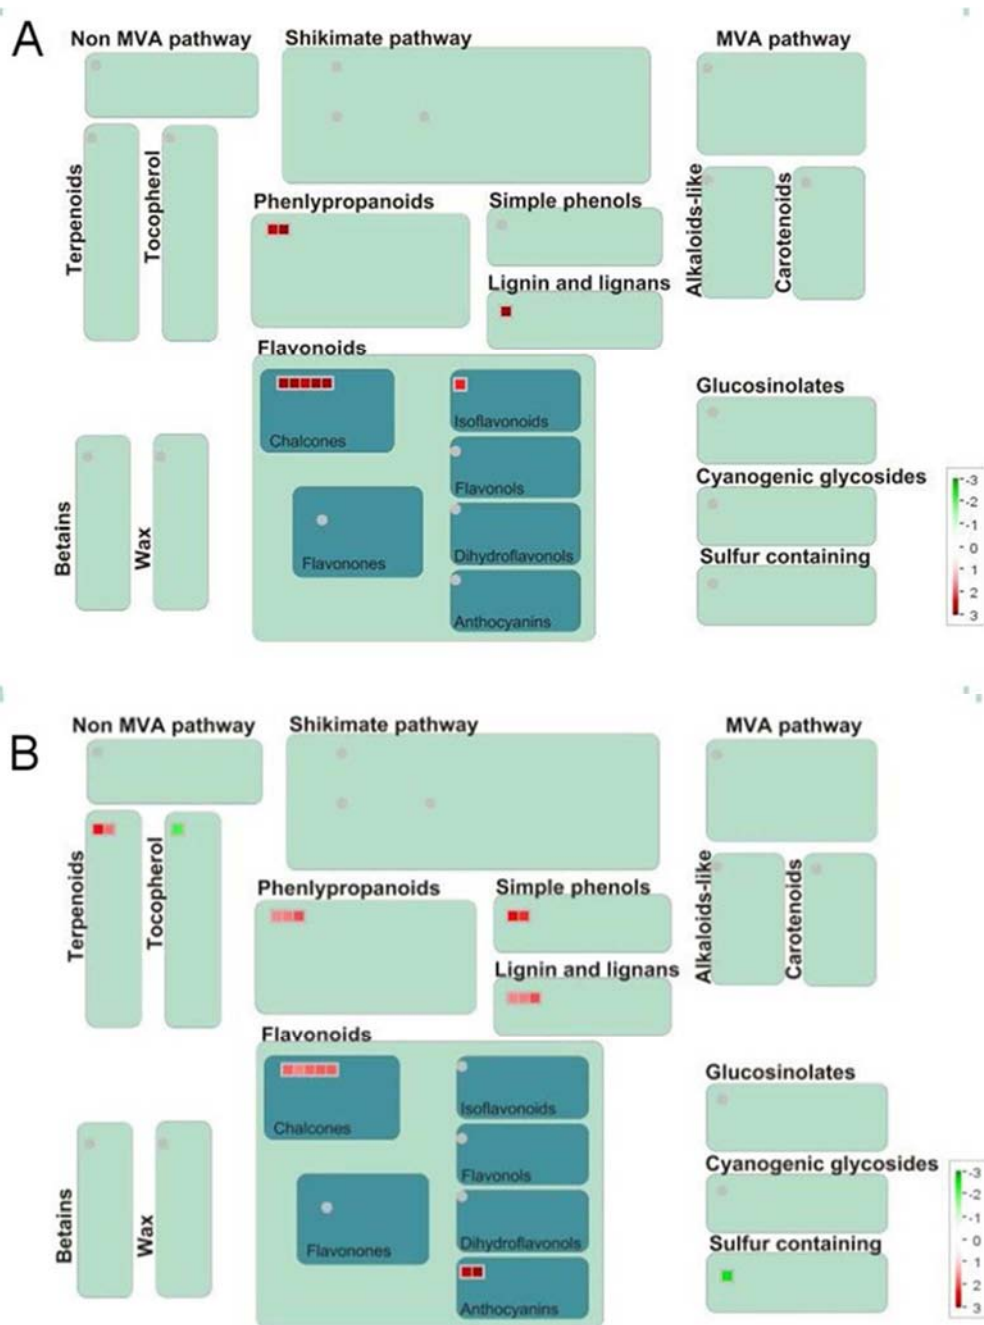 A
Non MVA pathway
Shikimate pathway
MVA pathway
Terpenoids
Tocopherol
Phenlypropanoids
Simple phenols
Lignin and lignans
Alkaloids-like
Carotenoids
Flavonoids
Chalcones
Isoflavonoids
Flavonols
Flavonones
Dihydroflavonols
Anthocyanins
Betains
Wax
Glucosinolates
Cyanogenic glycosides
Sulfur containing
-3
-2
-1
0
1
2
3
B
Non MVA pathway
Shikimate pathway
MVA pathway
Terpenoids
Tocopherol
Phenlypropanoids
Simple phenols
Lignin and lignans
Alkaloids-like
Carotenoids
Flavonoids
Chalcones
Isoflavonoids
Flavonols
Flavonones
Dihydroflavonols
Anthocyanins
Betains
Wax
Glucosinolates
Cyanogenic glycosides
Sulfur containing
-3
-2
-1
0
1
2
3